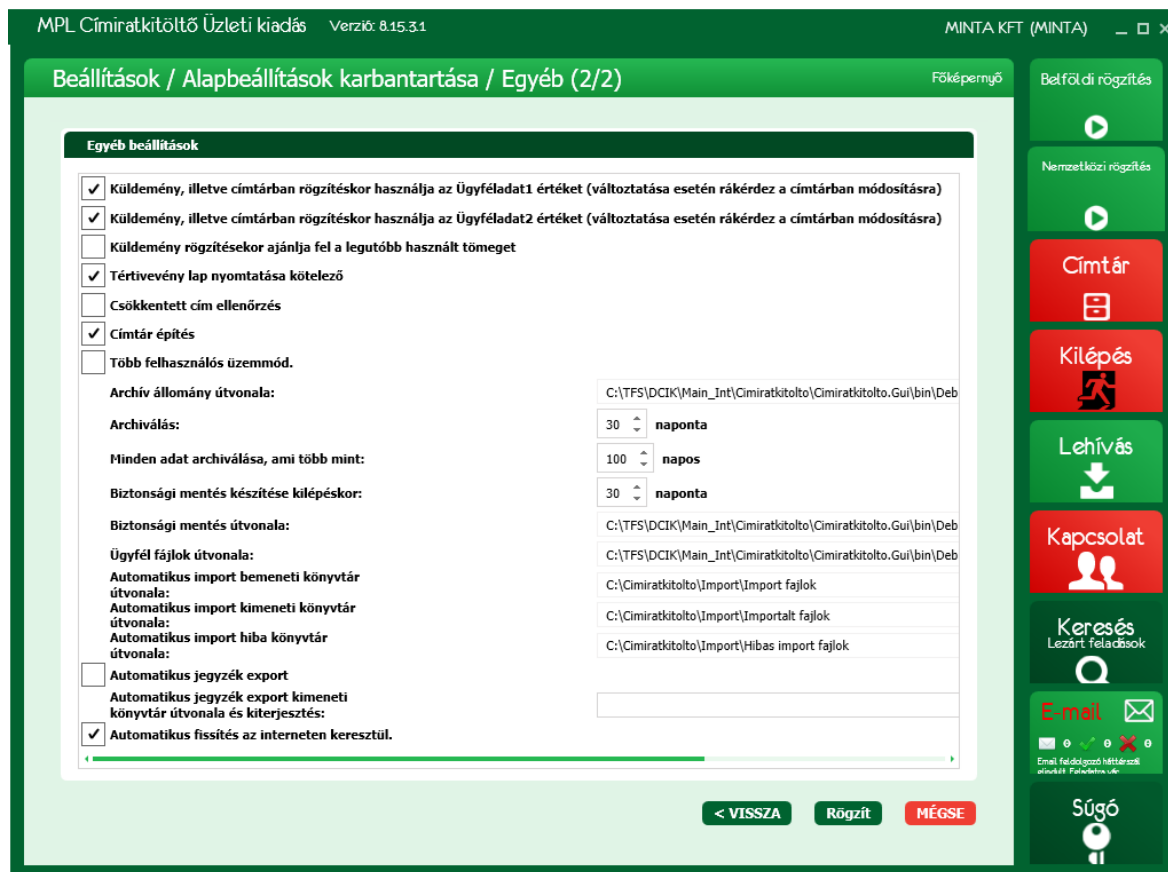 MPL Címiratkitöltő Üzleti kiadás Verzió: 8.15.3.1 MINTA KFT (MINTA)
Beállítások / Alapbeállítások karbantartása / Egyéb (2/2) Főképernyő
Egyéb beállítások
Küldemény, illetve címtárban rögzítéskor használja az Ügyféladat1 értéket (változtatása esetén rákérdez a címtárban módosításra)
Küldemény, illetve címtárban rögzítéskor használja az Ügyféladat2 értéket (változtatása esetén rákérdez a címtárban módosításra)
Küldemény rögzítésekor ajánlja fel a legutóbb használt tömeget
Tértivevény lap nyomtatása kötelező
Csökkentett cím ellenőrzés
Címtár építés
Több felhasználós üzemmód.
Archív állomány útvonala: C:\TFS\DCIK\Main_Int\Cimiratkitolto\Cimiratkitolto.Gui\bin\Deb
Archiválás: 30 naponta
Minden adat archiválása, ami több mint: 100 napos
Biztonsági mentés készítése kilépéskor: 30 naponta
Biztonsági mentés útvonala: C:\TFS\DCIK\Main_Int\Cimiratkitolto\Cimiratkitolto.Gui\bin\Deb
Ügyfél fájlok útvonala: C:\TFS\DCIK\Main_Int\Cimiratkitolto\Cimiratkitolto.Gui\bin\Deb
Automatikus import bemeneti könyvtár
útvonala: C:\Cimiratkitolto\Import\Import fajlok
Automatikus import kimeneti könyvtár
útvonala: C:\Cimiratkitolto\Import\Importalt fajlok
Automatikus import hiba könyvtár
útvonala: C:\Cimiratkitolto\Import\Hibas import fajlok
Automatikus jegyzék export
Automatikus jegyzék export kimeneti
könyvtár útvonala és kiterjesztés:
Automatikus fissítés az interneten keresztül.
< VISSZA Rögzít MÉGSE
Belföldi rögzítés
Nemzetközi rögzítés
Címtár
Kilépés
Lehívás
Kapcsolat
Keresés
Lezárt feladások
E-mail
0 0 0
Email feldolgozó háttérszál
elindult. Feladatra vár
Súgó